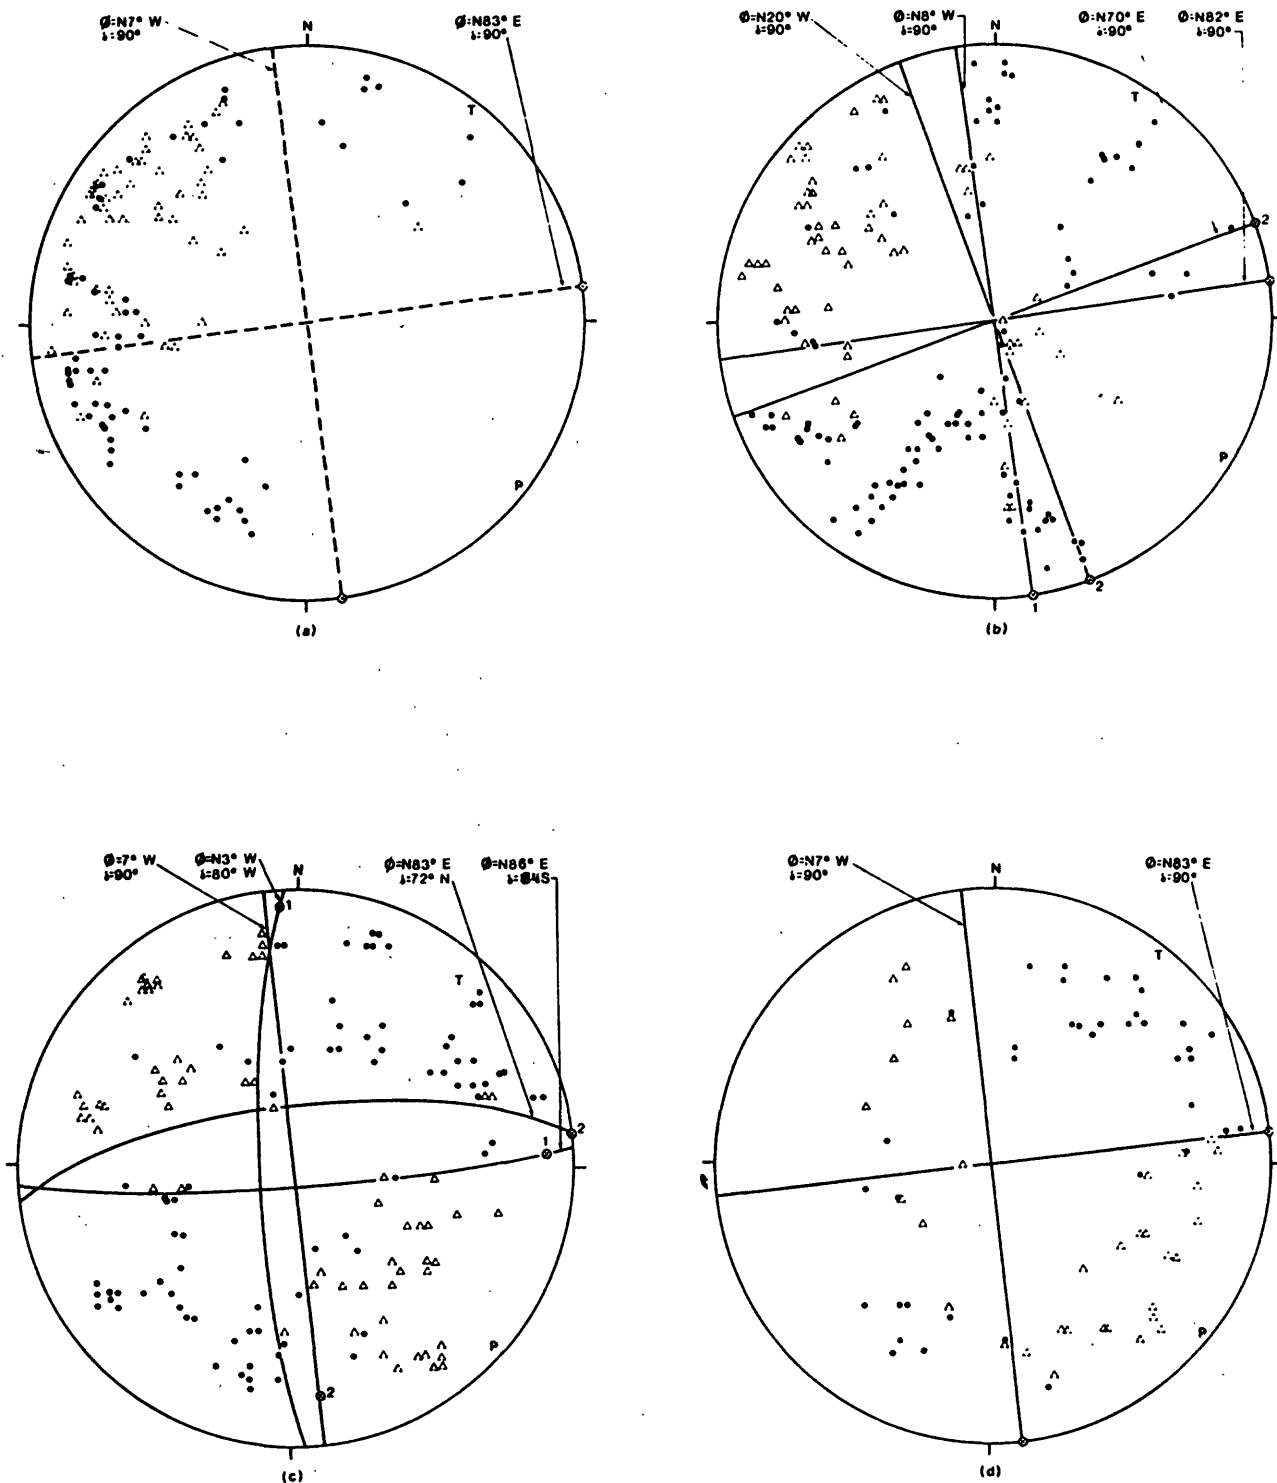 Ø=N7° W
δ=90°
N
Ø=N83° E
δ=90°
T
P
(a)
Ø=N20° W
δ=90°
Ø=N8° W
δ=90°
N
Ø=N70° E
δ=90°
Ø=N82° E
δ=90°
T
2
P
2
1
(b)
Ø=7° W
δ=90°
Ø=N3° W
δ=80° W
N
Ø=N83° E
δ=72° N
Ø=N86° E
1
T
2
1
P
2
(c)
Ø=N7° W
δ=90°
N
Ø=N83° E
δ=90°
T
P
(d)